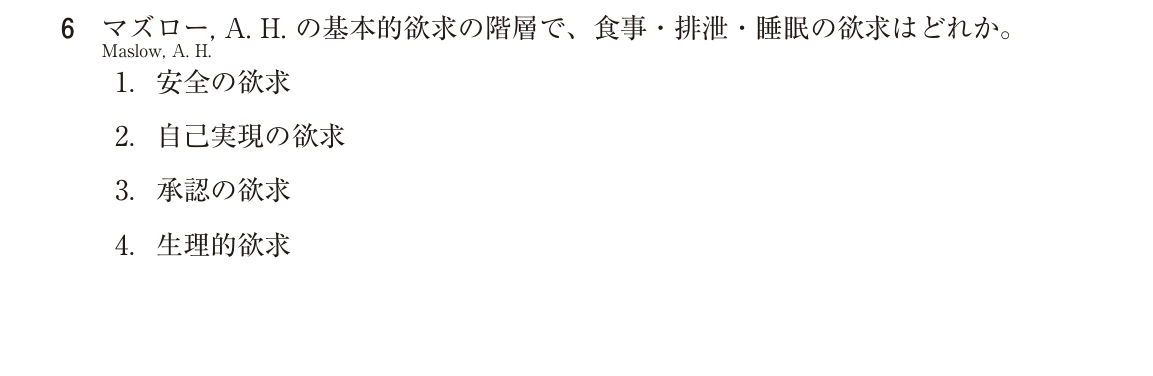 6 マズロー, A. H. の基本的欲求の階層で、食事・排泄・睡眠の欲求はどれか。
Maslow, A. H.
1. 安全の欲求
2. 自己実現の欲求
3. 承認の欲求
4. 生理的欲求